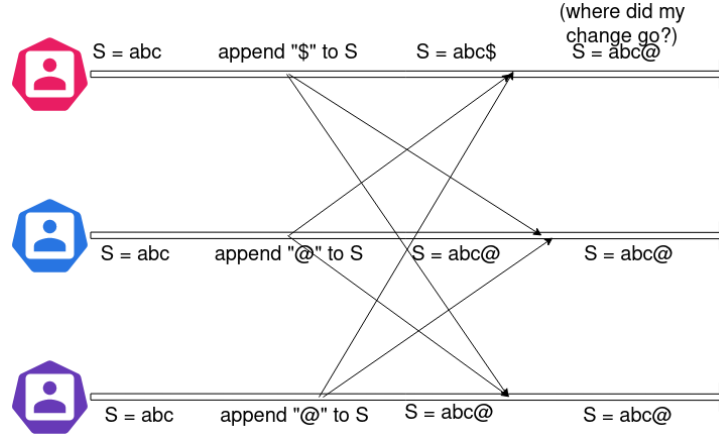 (where did my
change go?)
S = abc
append "$" to S
S = abc$
S = abc@
S = abc
append "@" to S
S = abc@
S = abc@
S = abc
append "@" to S
S = abc@
S = abc@